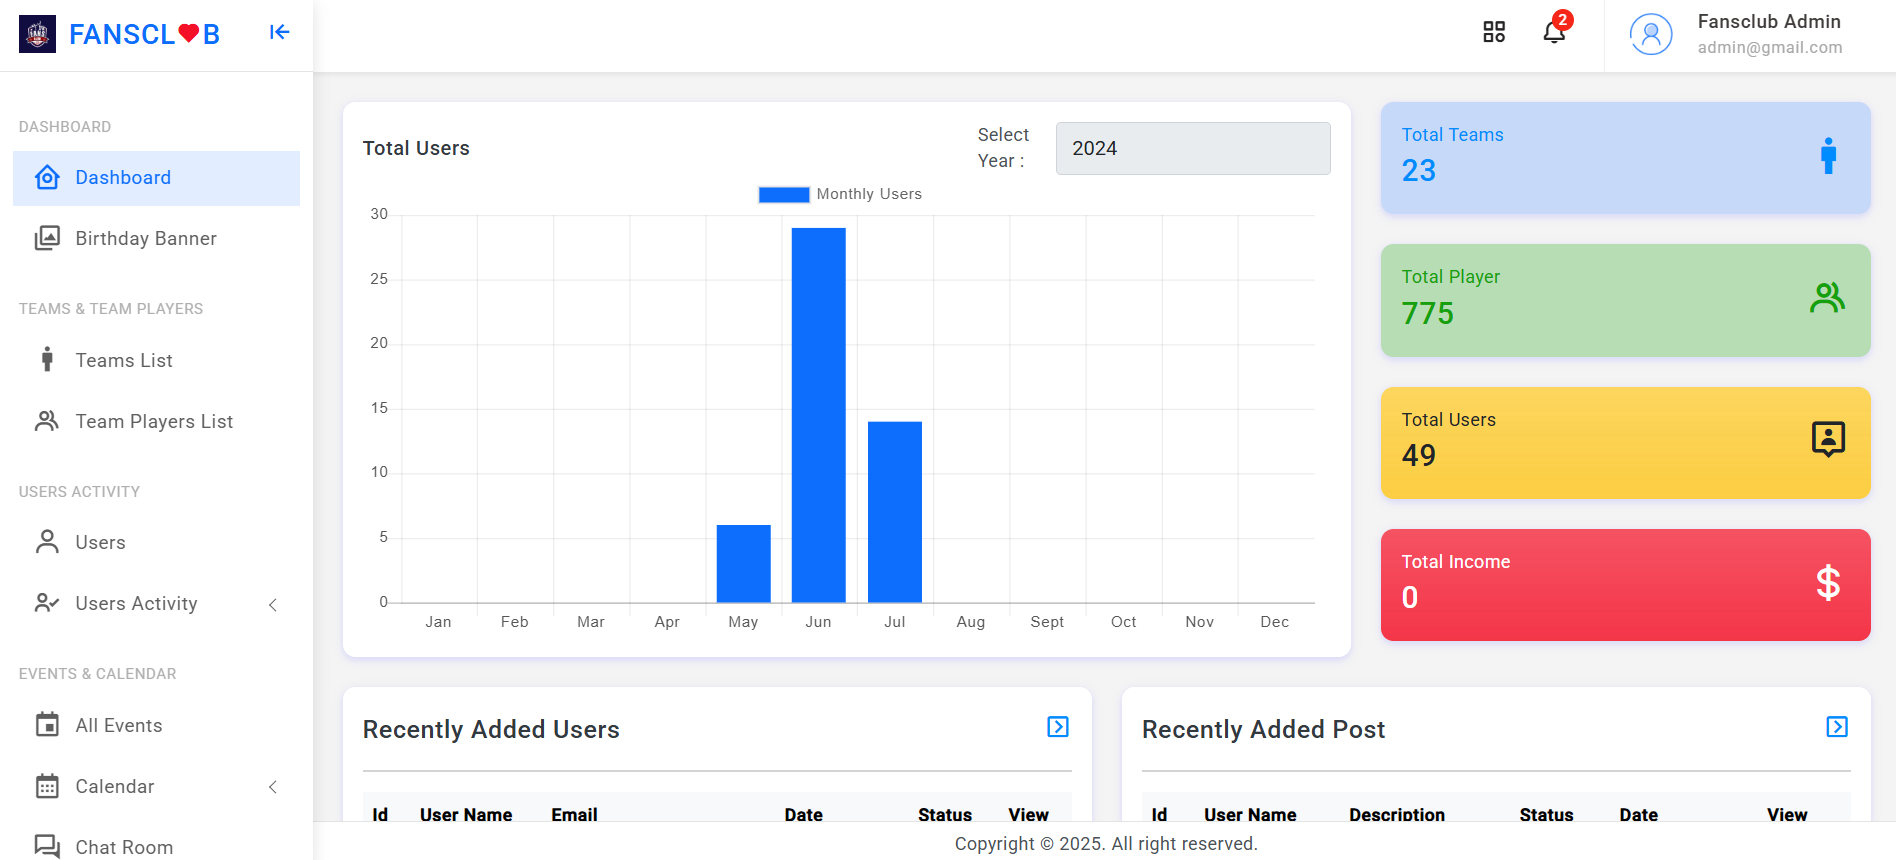 FANSCL❤B
2
Fansclub Admin
admin@gmail.com
DASHBOARD
Dashboard
Birthday Banner
TEAMS & TEAM PLAYERS
Teams List
Team Players List
USERS ACTIVITY
Users
Users Activity
EVENTS & CALENDAR
All Events
Calendar
Chat Room
Total Users
Select
Year :
2024
Monthly Users
30
25
20
15
10
5
0
Jan Feb Mar Apr May Jun Jul Aug Sept Oct Nov Dec
Total Teams
23
Total Player
775
Total Users
49
Total Income
0
$
Recently Added Users
Id User Name Email Date Status View
Recently Added Post
Id User Name Description Status Date View
Copyright © 2025. All right reserved.